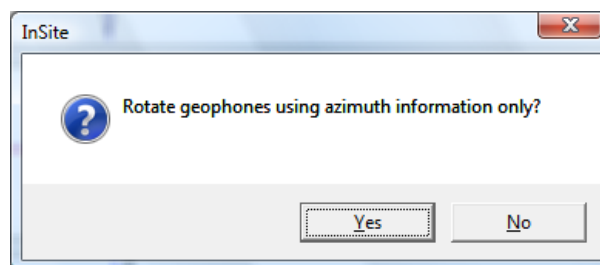 InSite
Rotate geophones using azimuth information only?
Yes No